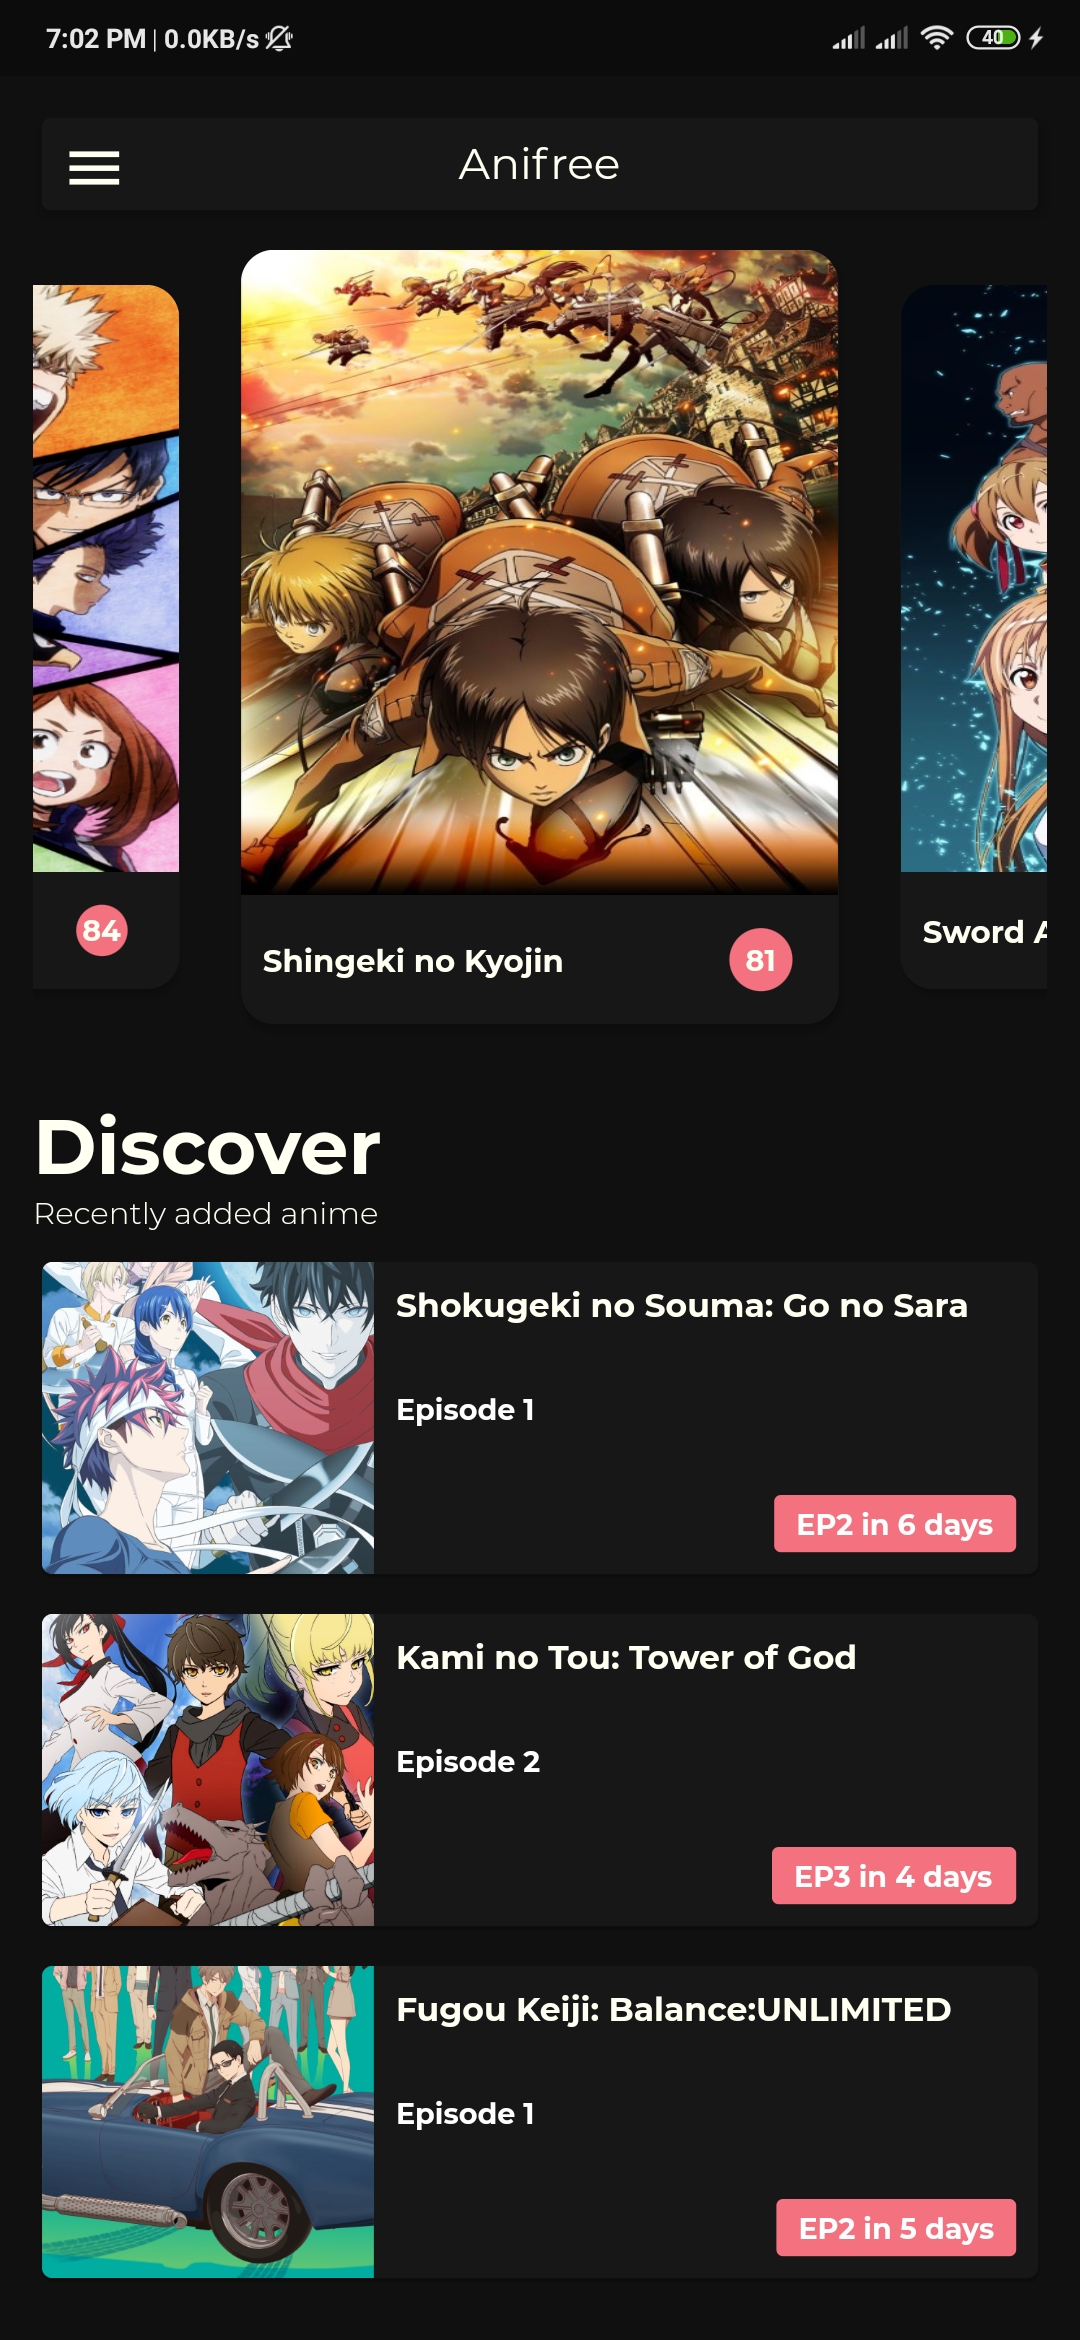 7:02 PM | 0.0KB/s
40
Anifree
84
Shingeki no Kyojin
81
Sword A
Discover
Recently added anime
Shokugeki no Souma: Go no Sara
Episode 1
EP2 in 6 days
Kami no Tou: Tower of God
Episode 2
EP3 in 4 days
Fugou Keiji: Balance:UNLIMITED
Episode 1
EP2 in 5 days